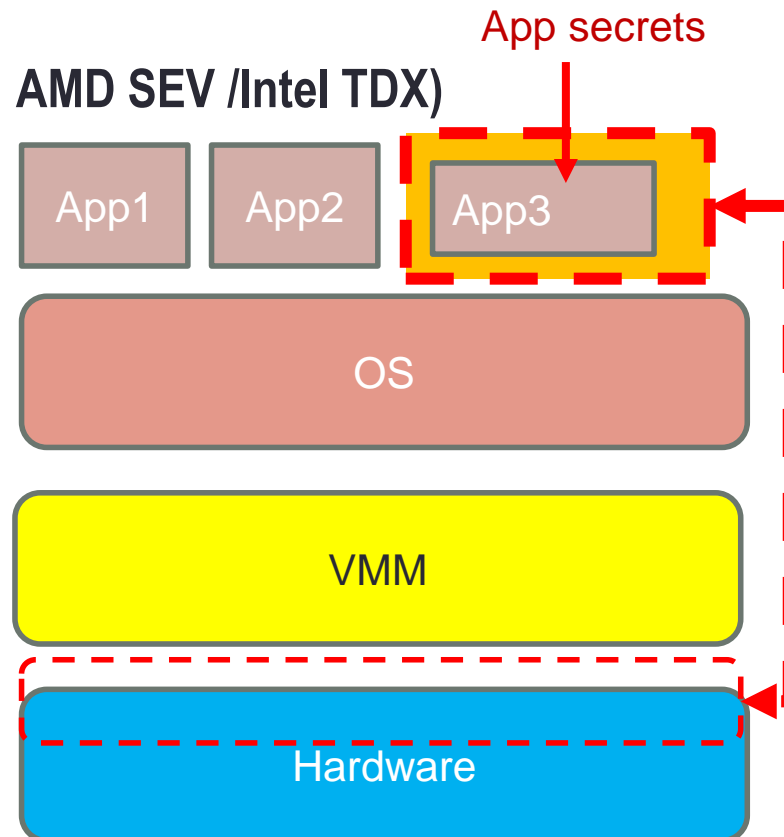 App secrets
AMD SEV /Intel TDX)
App1 App2 App3
OS
VMM
Hardware